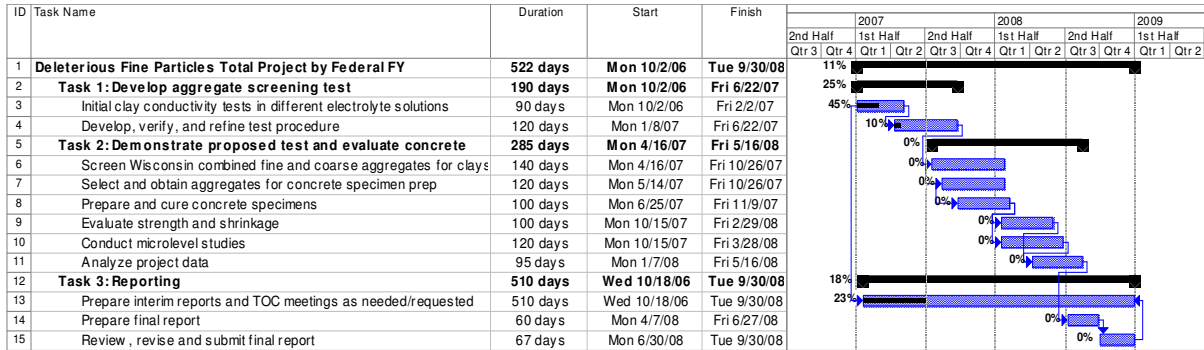 ID Task Name Duration Start Finish
2007 2008 2009
2nd Half 1st Half 2nd Half 1st Half 2nd Half 1st Half
Qtr 3 Qtr 4 Qtr 1 Qtr 2 Qtr 3 Qtr 4 Qtr 1 Qtr 2 Qtr 3 Qtr 4 Qtr 1 Qtr 2
1 Deleterious Fine Particles Total Project by Federal FY 522 days Mon 10/2/06 Tue 9/30/08 11%
2 Task 1: Develop aggregate screening test 190 days Mon 10/2/06 Fri 6/22/07 25%
3 Initial clay conductivity tests in different electrolyte solutions 90 days Mon 10/2/06 Fri 2/2/07 45%
4 Develop, verify, and refine test procedure 120 days Mon 1/8/07 Fri 6/22/07 10%
5 Task 2: Demonstrate proposed test and evaluate concrete 285 days Mon 4/16/07 Fri 5/16/08 0%
6 Screen Wisconsin combined fine and coarse aggregates for clays 140 days Mon 4/16/07 Fri 10/26/07 0%
7 Select and obtain aggregates for concrete specimen prep 120 days Mon 5/14/07 Fri 10/26/07 0%
8 Prepare and cure concrete specimens 100 days Mon 6/25/07 Fri 11/9/07 0%
9 Evaluate strength and shrinkage 100 days Mon 10/15/07 Fri 2/29/08 0%
10 Conduct microlevel studies 120 days Mon 10/15/07 Fri 3/28/08 0%
11 Analyze project data 95 days Mon 1/7/08 Fri 5/16/08 0%
12 Task 3: Reporting 510 days Wed 10/18/06 Tue 9/30/08 18%
13 Prepare interim reports and TOC meetings as needed/requested 510 days Wed 10/18/06 Tue 9/30/08 23%
14 Prepare final report 60 days Mon 4/7/08 Fri 6/27/08 0%
15 Review, revise and submit final report 67 days Mon 6/30/08 Tue 9/30/08 0%